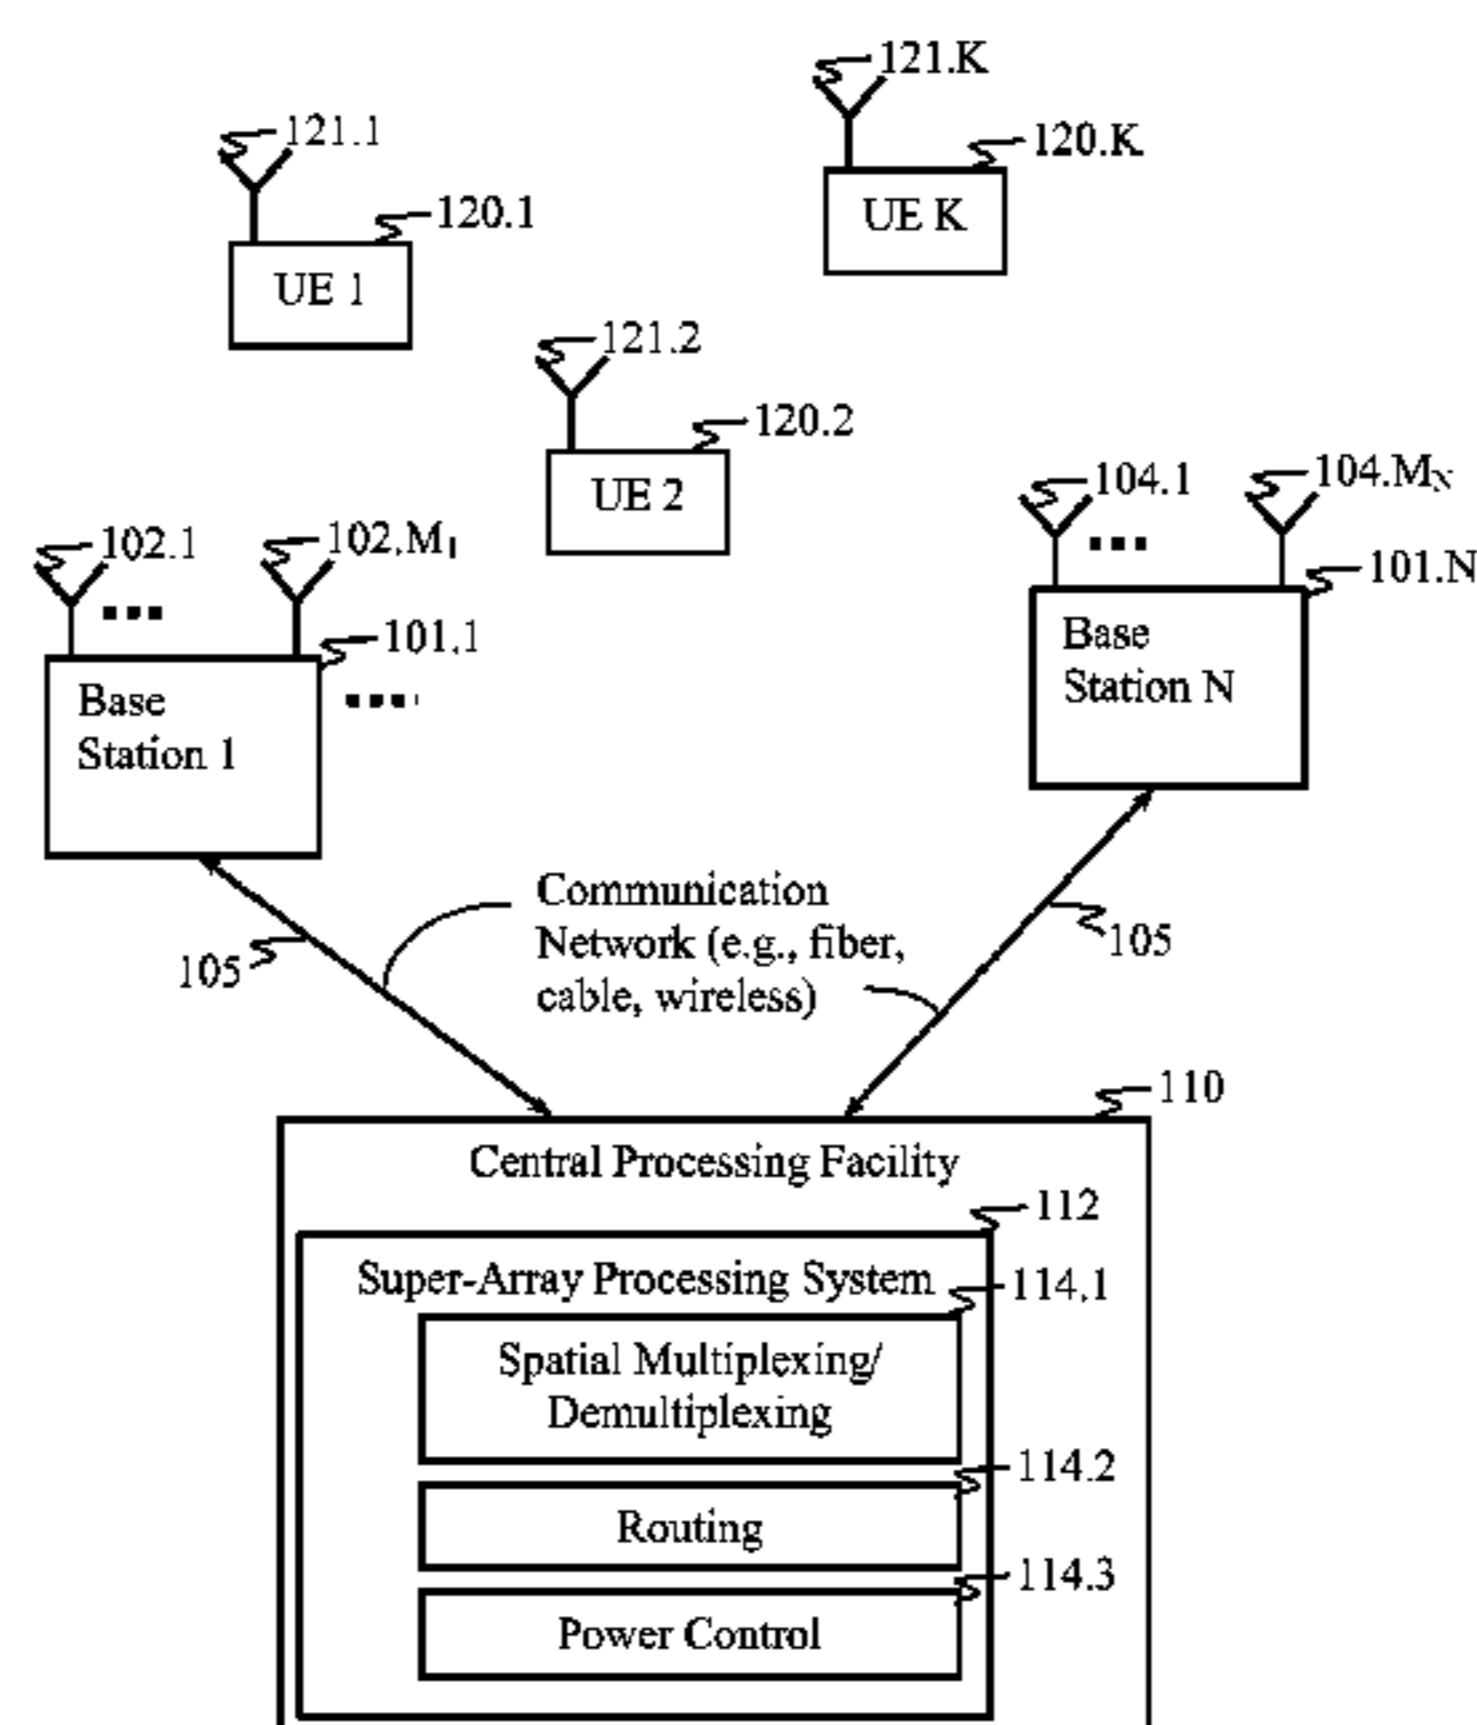 121.K
121.1
120.K
UE K
120.1
UE 1
121.2
120.2
UE 2
104.1
104.M_N
102.1
102.M_1
101.N
Base
Station N
101.1
Base
Station 1
Communication
Network (e.g., fiber,
cable, wireless)
105
105
110
Central Processing Facility
112
Super-Array Processing System
114.1
Spatial Multiplexing/
Demultiplexing
114.2
Routing
114.3
Power Control